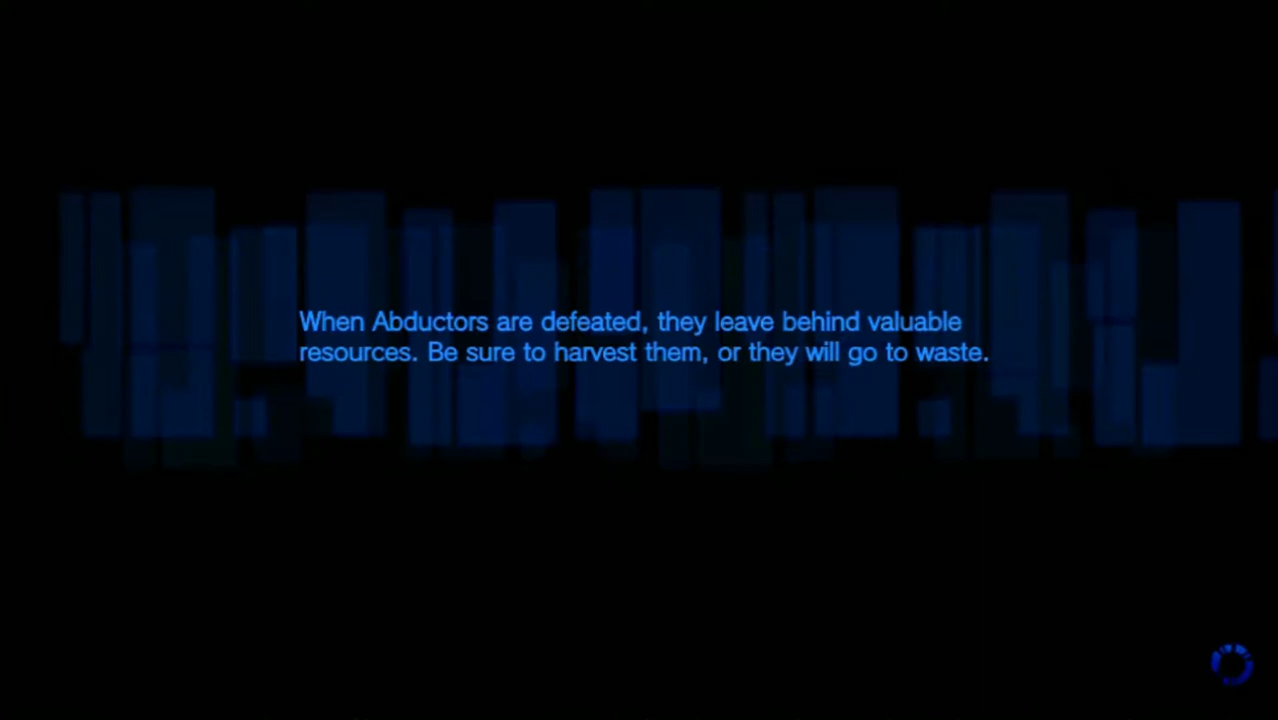 When Abductors are defeated, they leave behind valuable
resources. Be sure to harvest them, or they will go to waste.